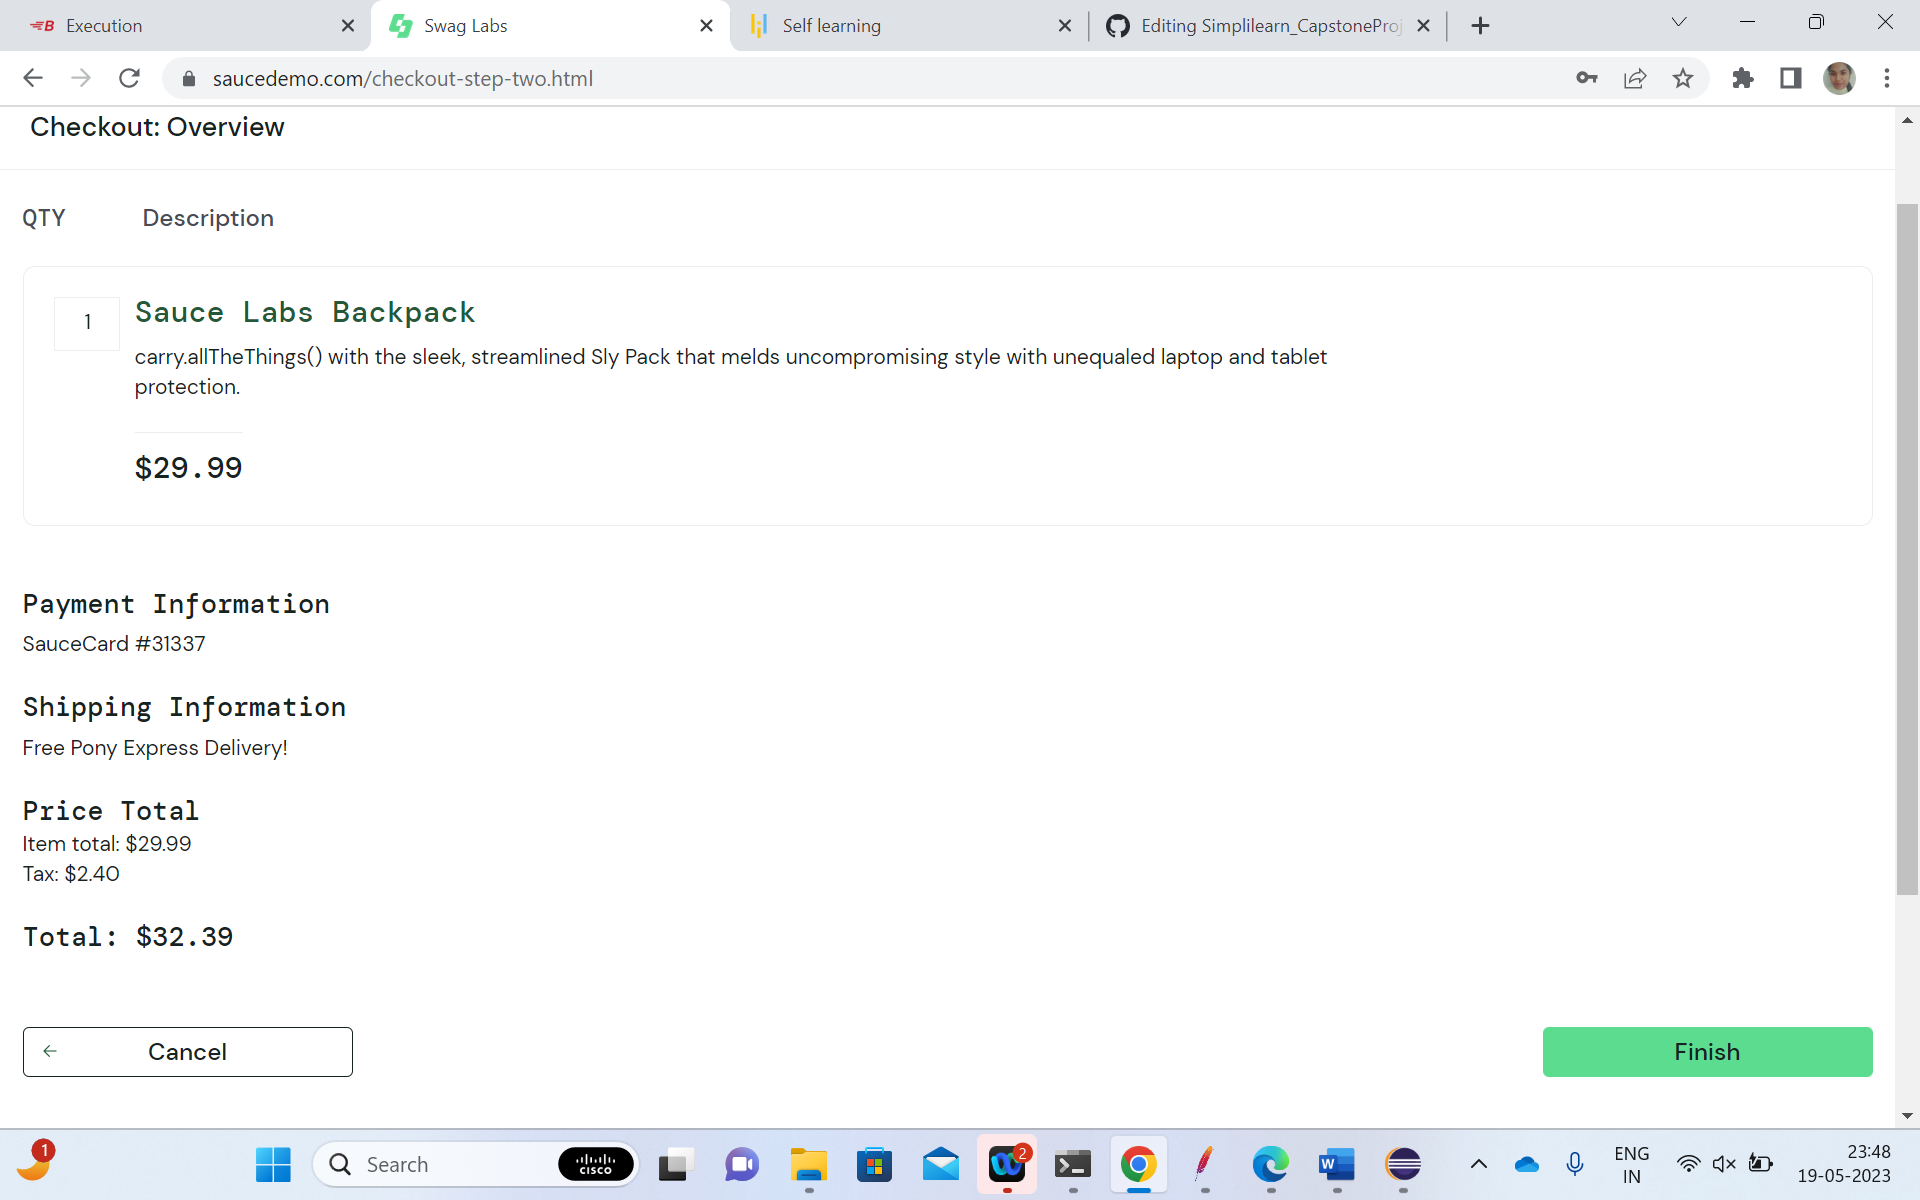 Execution
Swag Labs
Self learning
Editing Simplilearn_CapstoneProj
saucedemo.com/checkout-step-two.html
Checkout: Overview
QTY Description
1
Sauce Labs Backpack
carry.allTheThings() with the sleek, streamlined Sly Pack that melds uncompromising style with unequaled laptop and tablet
protection.
$29.99
Payment Information
SauceCard #31337
Shipping Information
Free Pony Express Delivery!
Price Total
Item total: $29.99
Tax: $2.40
Total: $32.39
Cancel
Finish
1
Search
CISCO
2
W
ENG
IN
23:48
19-05-2023